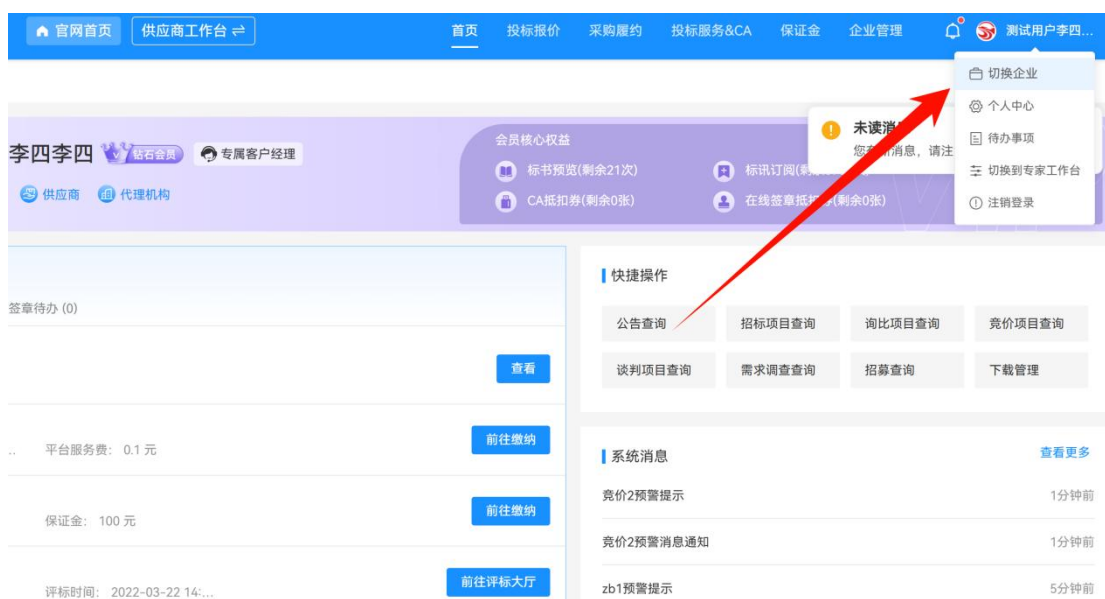 官网首页 供应商工作台 首页 投标报价 采购履约 投标服务&CA 保证金 企业管理 测试用户李四...
切换企业
个人中心
待办事项
切换到专家工作台
注销登录
未读消
您 消息，请注
李四李四 钻石会员 专属客户经理
供应商 代理机构
会员核心权益
标书预览(剩余21次) 标讯订阅(剩
CA抵扣券(剩余0张) 在线签章抵扣券(剩余0张)
签章待办 (0)
查看
.. 平台服务费： 0.1 元 前往缴纳
保证金： 100 元 前往缴纳
评标时间： 2022-03-22 14:... 前往评标大厅
快捷操作
公告查询 招标项目查询 询比项目查询 竞价项目查询
谈判项目查询 需求调查查询 招募查询 下载管理
系统消息 查看更多
竞价2预警提示 1分钟前
竞价2预警消息通知 1分钟前
zb1预警提示 5分钟前